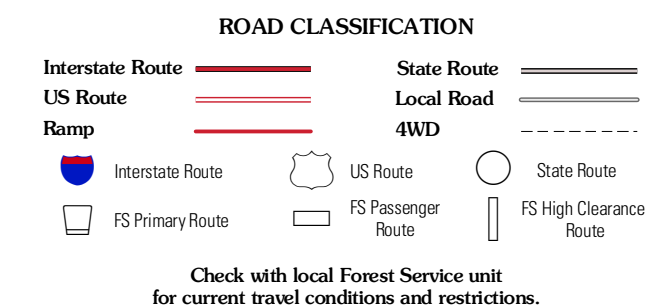 ROAD CLASSIFICATION
Interstate Route
State Route
US Route
Local Road
Ramp
4WD
Interstate Route
US Route
State Route
FS Primary Route
FS Passenger
Route
FS High Clearance
Route
Check with local Forest Service unit
for current travel conditions and restrictions.